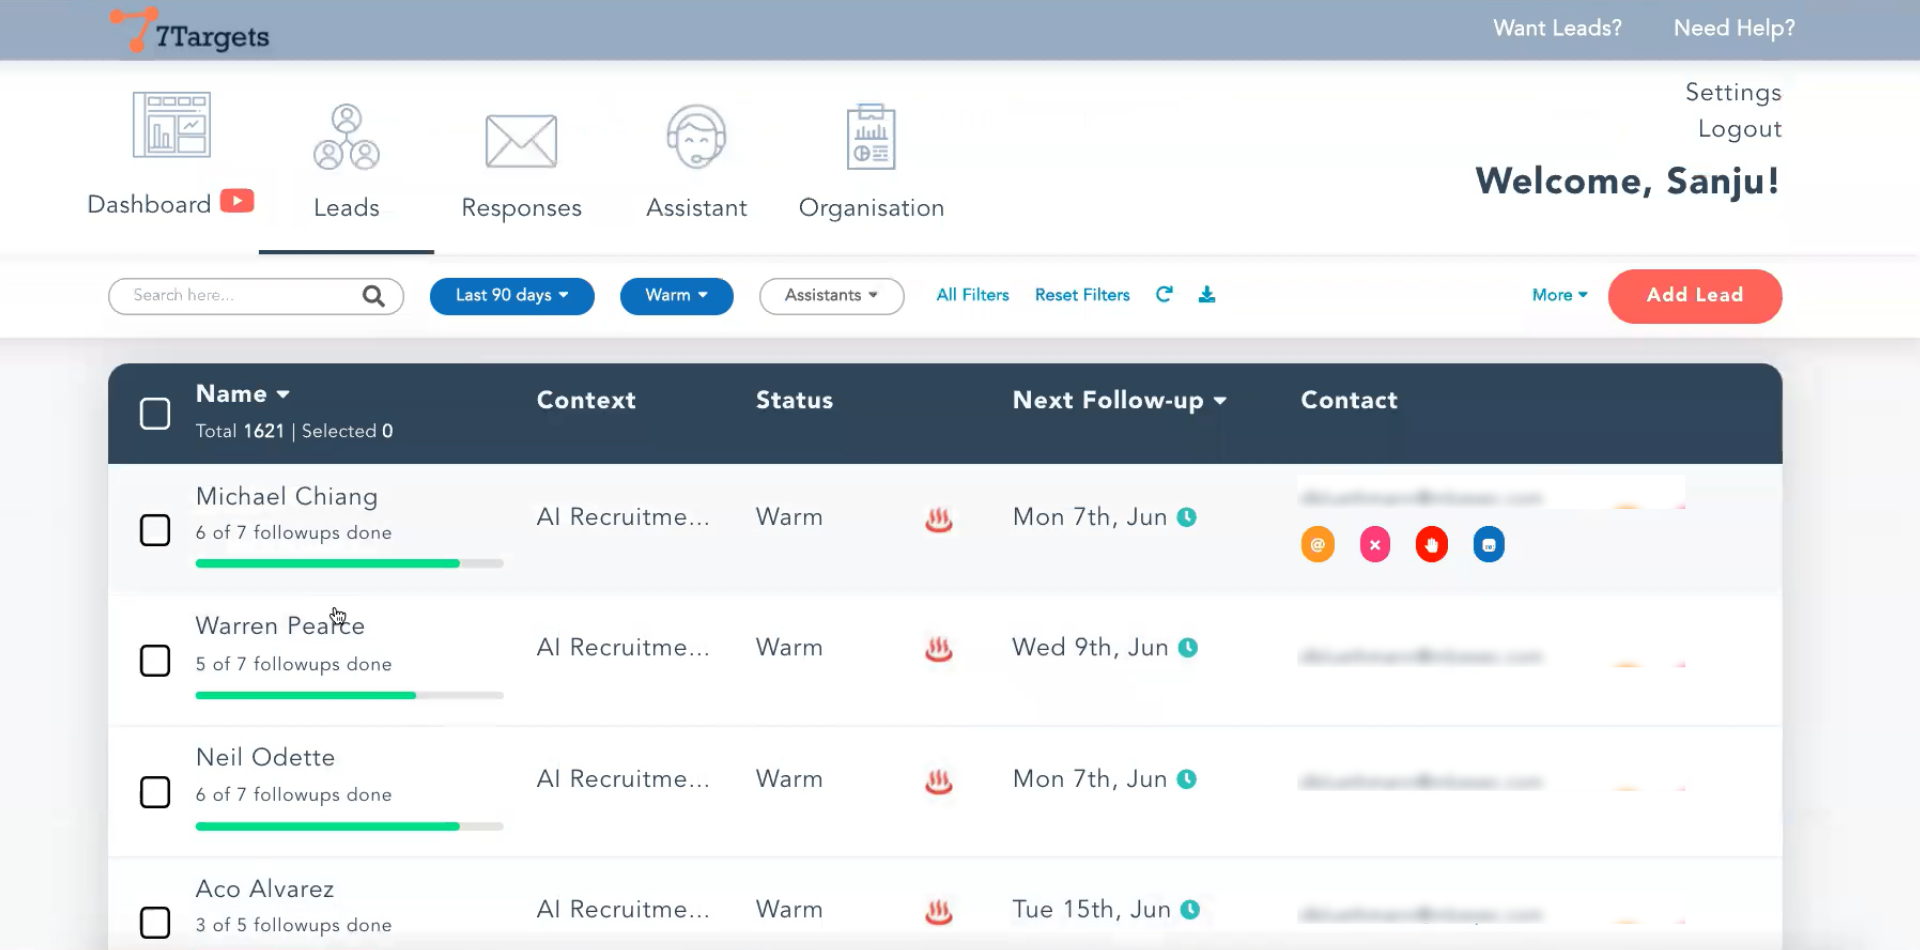 7Targets
Want Leads?
Need Help?
Settings
Logout
Welcome, Sanju!
Dashboard
Leads
Responses
Assistant
Organisation
Search here...
Last 90 days
Warm
Assistants
All Filters
Reset Filters
More
Add Lead
Name
Total 1621 | Selected 0
Context
Status
Next Follow-up
Contact
Michael Chiang
6 of 7 followups done
AI Recruitme...
Warm
Mon 7th, Jun
Warren Pearce
5 of 7 followups done
AI Recruitme...
Warm
Wed 9th, Jun
Neil Odette
6 of 7 followups done
AI Recruitme...
Warm
Mon 7th, Jun
Aco Alvarez
3 of 5 followups done
AI Recruitme...
Warm
Tue 15th, Jun